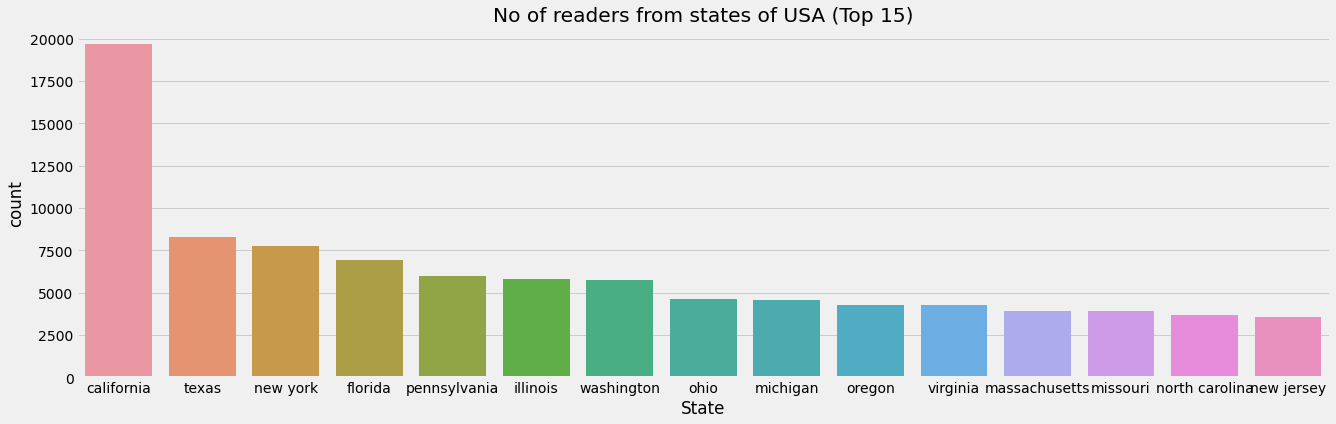 No of readers from states of USA (Top 15)
20000
17500
15000
12500
10000
7500
5000
2500
0
count
california texas new york florida pennsylvania illinois washington ohio michigan oregon virginia massachusetts missouri north carolina new jersey
State